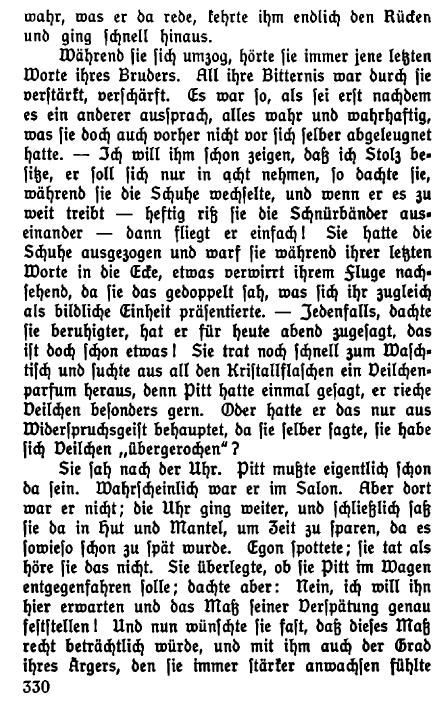 wahr, was er da rede, kehrte ihm endlich den Rücken
und ging schnell hinaus.
Während sie sich umzog, hörte sie immer jene letzten
Worte ihres Bruders. All ihre Bitternis war durch sie
verstärkt, verschärft. Es war so, als sei erst nachdem
es ein anderer aussprach, alles wahr und wahrhaftig,
was sie doch auch vorher nicht vor sich selber abgeleugnet
hatte. — Ich will ihm schon zeigen, daß ich Stolz be-
sitze, er soll sich nur in acht nehmen, so dachte sie,
während sie die Schuhe wechselte, und wenn er es zu
weit treibt — heftig riß sie die Schnürbänder aus-
einander — dann fliegt er einfach! Sie hatte die
Schuhe ausgezogen und warf sie während ihrer letzten
Worte in die Ecke, etwas verwirrt ihrem Fluge nach-
sehend, da sie das gedoppelt sah, was sich ihr zugleich
als bildliche Einheit präsentierte. — Jedenfalls, dachte
sie beruhigter, hat er für heute abend zugesagt, das
ist doch schon etwas! Sie trat noch schnell zum Wasch-
tisch und suchte aus all den Kristallflaschen ein Veilchen-
parfum heraus, denn Pitt hatte einmal gesagt, er rieche
Veilchen besonders gern. Oder hatte er das nur aus
Widerspruchsgeist behauptet, da sie selber sagte, sie habe
sich Veilchen „übergerochen“?
Sie sah nach der Uhr. Pitt mußte eigentlich schon
da sein. Wahrscheinlich war er im Salon. Aber dort
war er nicht; die Uhr ging weiter, und schließlich saß
sie da in Hut und Mantel, um Zeit zu sparen, da es
sowieso schon zu spät wurde. Egon spottete; sie tat als
höre sie das nicht. Sie überlegte, ob sie Pitt im Wagen
entgegenfahren solle; dachte aber: Nein, ich will ihn
hier erwarten und das Maß seiner Verspätung genau
feststellen! Und nun wünschte sie fast, daß dieses Maß
recht beträchtlich würde, und mit ihm auch der Grad
ihres Ärgers, den sie immer stärker anwachsen fühlte
330